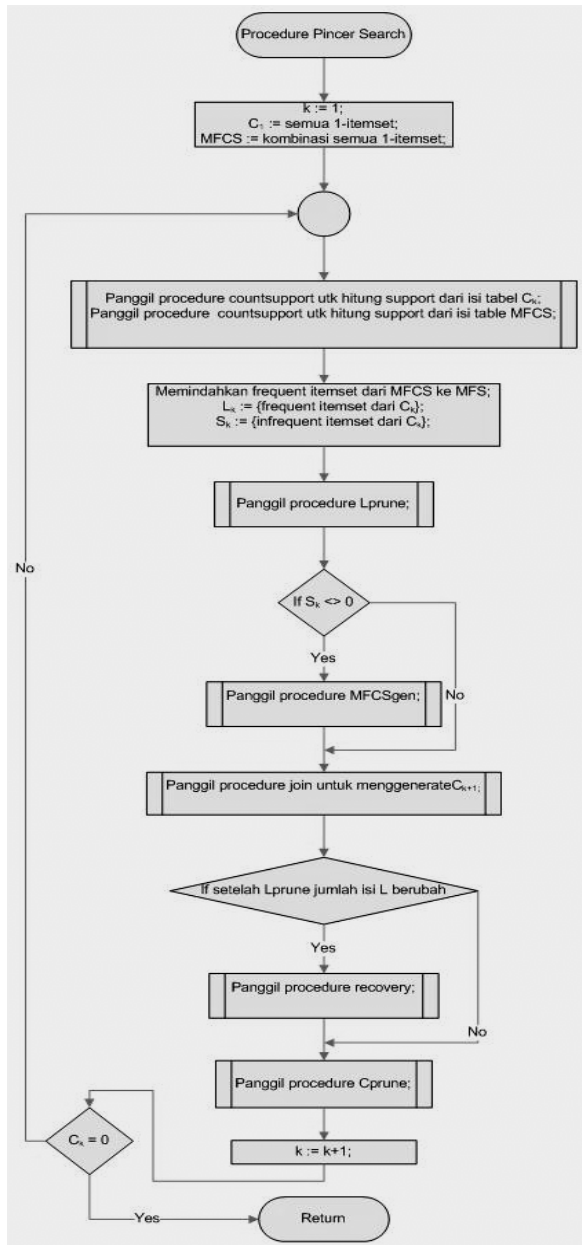 Procedure Pincer Search
k := 1;
C₁ := semua 1-itemset;
MFCS := kombinasi semua 1-itemset;
Panggil procedure countsupport utk hitung support dari isi tabel Cₖ;
Panggil procedure countsupport utk hitung support dari isi table MFCS;
Memindahkan frequent itemset dari MFCS ke MFS;
Lₖ := {frequent itemset dari Cₖ};
Sₖ := {infrequent itemset dari Cₖ};
Panggil procedure Lprune;
No
If Sₖ <> 0
Yes
Panggil procedure MFCSgen;
No
Panggil procedure join untuk menggenerateCₖ₊₁;
If setelah Lprune jumlah isi L berubah
Yes
Panggil procedure recovery;
No
Panggil procedure Cprune;
Cₖ = 0
k := k+1;
Yes
Return